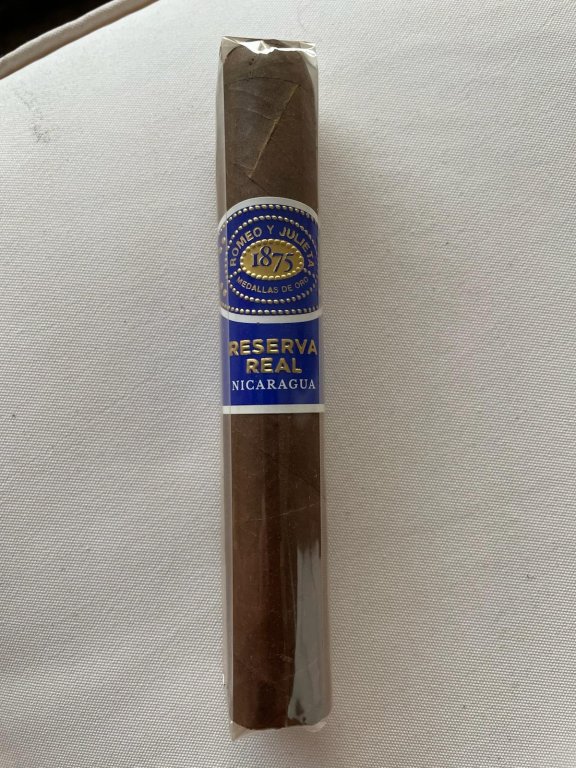 ROMEO Y JULIETA
1875
MEDALLAS DE ORO
RESERVA
REAL
NICARAGUA